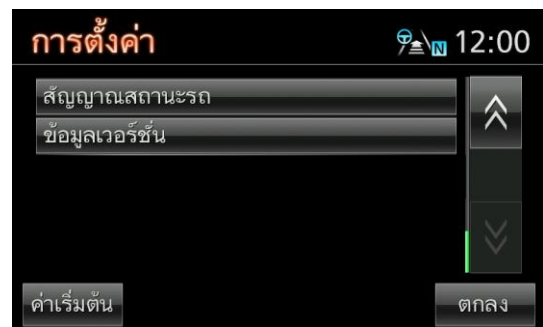 การตั้งค่า
N 12:00
สัญญาณสถานะรถ
ข้อมูลเวอร์ชั่น
ค่าเริ่มต้น
ตกลง